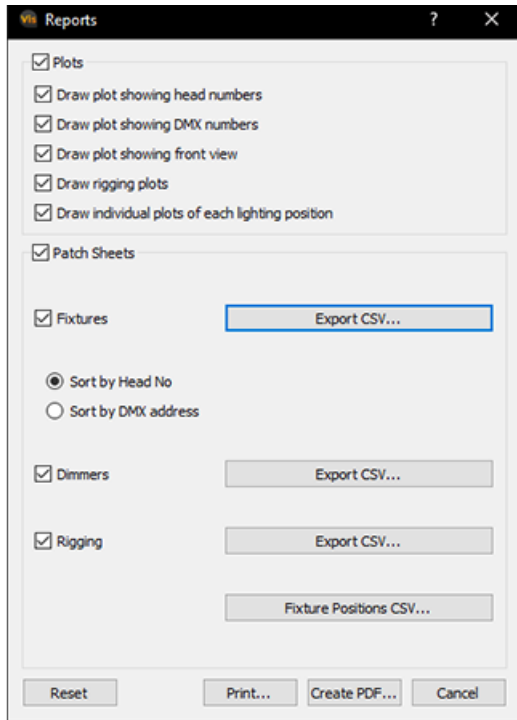 Vis Reports ? ×
Plots
Draw plot showing head numbers
Draw plot showing DMX numbers
Draw plot showing front view
Draw rigging plots
Draw individual plots of each lighting position
Patch Sheets
Fixtures Export CSV...
Sort by Head No
Sort by DMX address
Dimmers Export CSV...
Rigging Export CSV...
Fixture Positions CSV...
Reset Print... Create PDF... Cancel